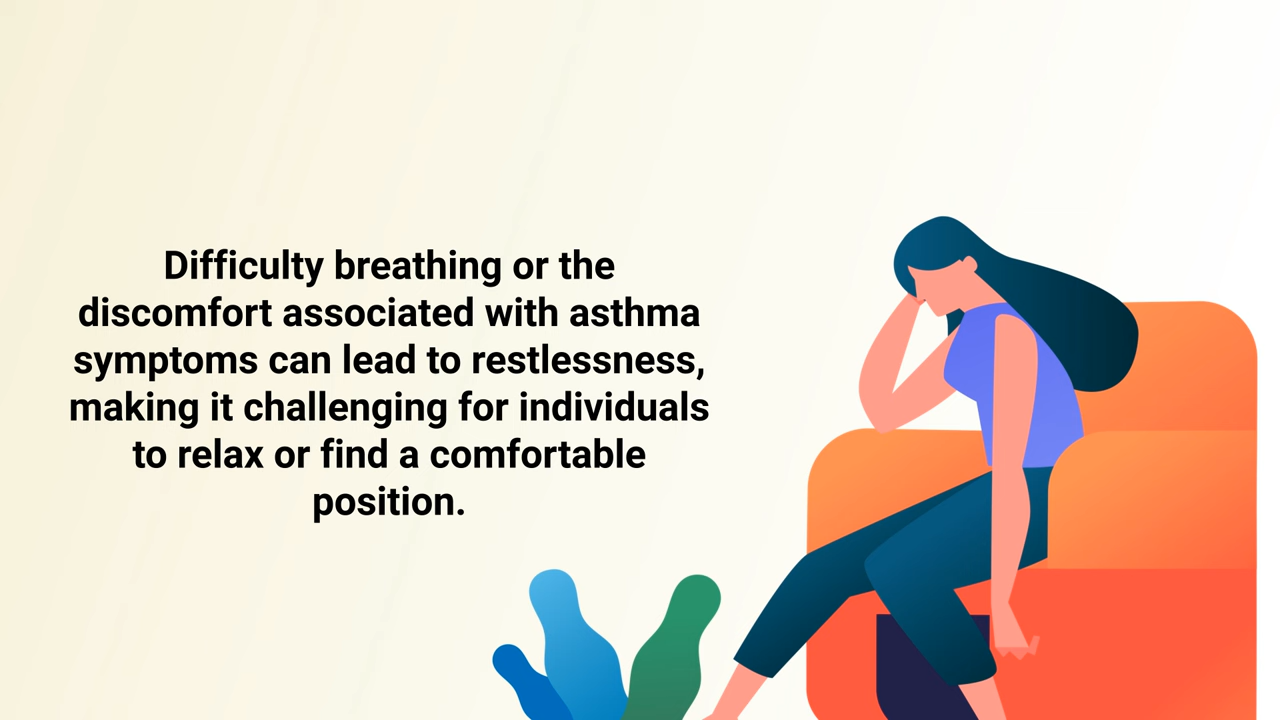 Difficulty breathing or the
discomfort associated with asthma
symptoms can lead to restlessness,
making it challenging for individuals
to relax or find a comfortable
position.